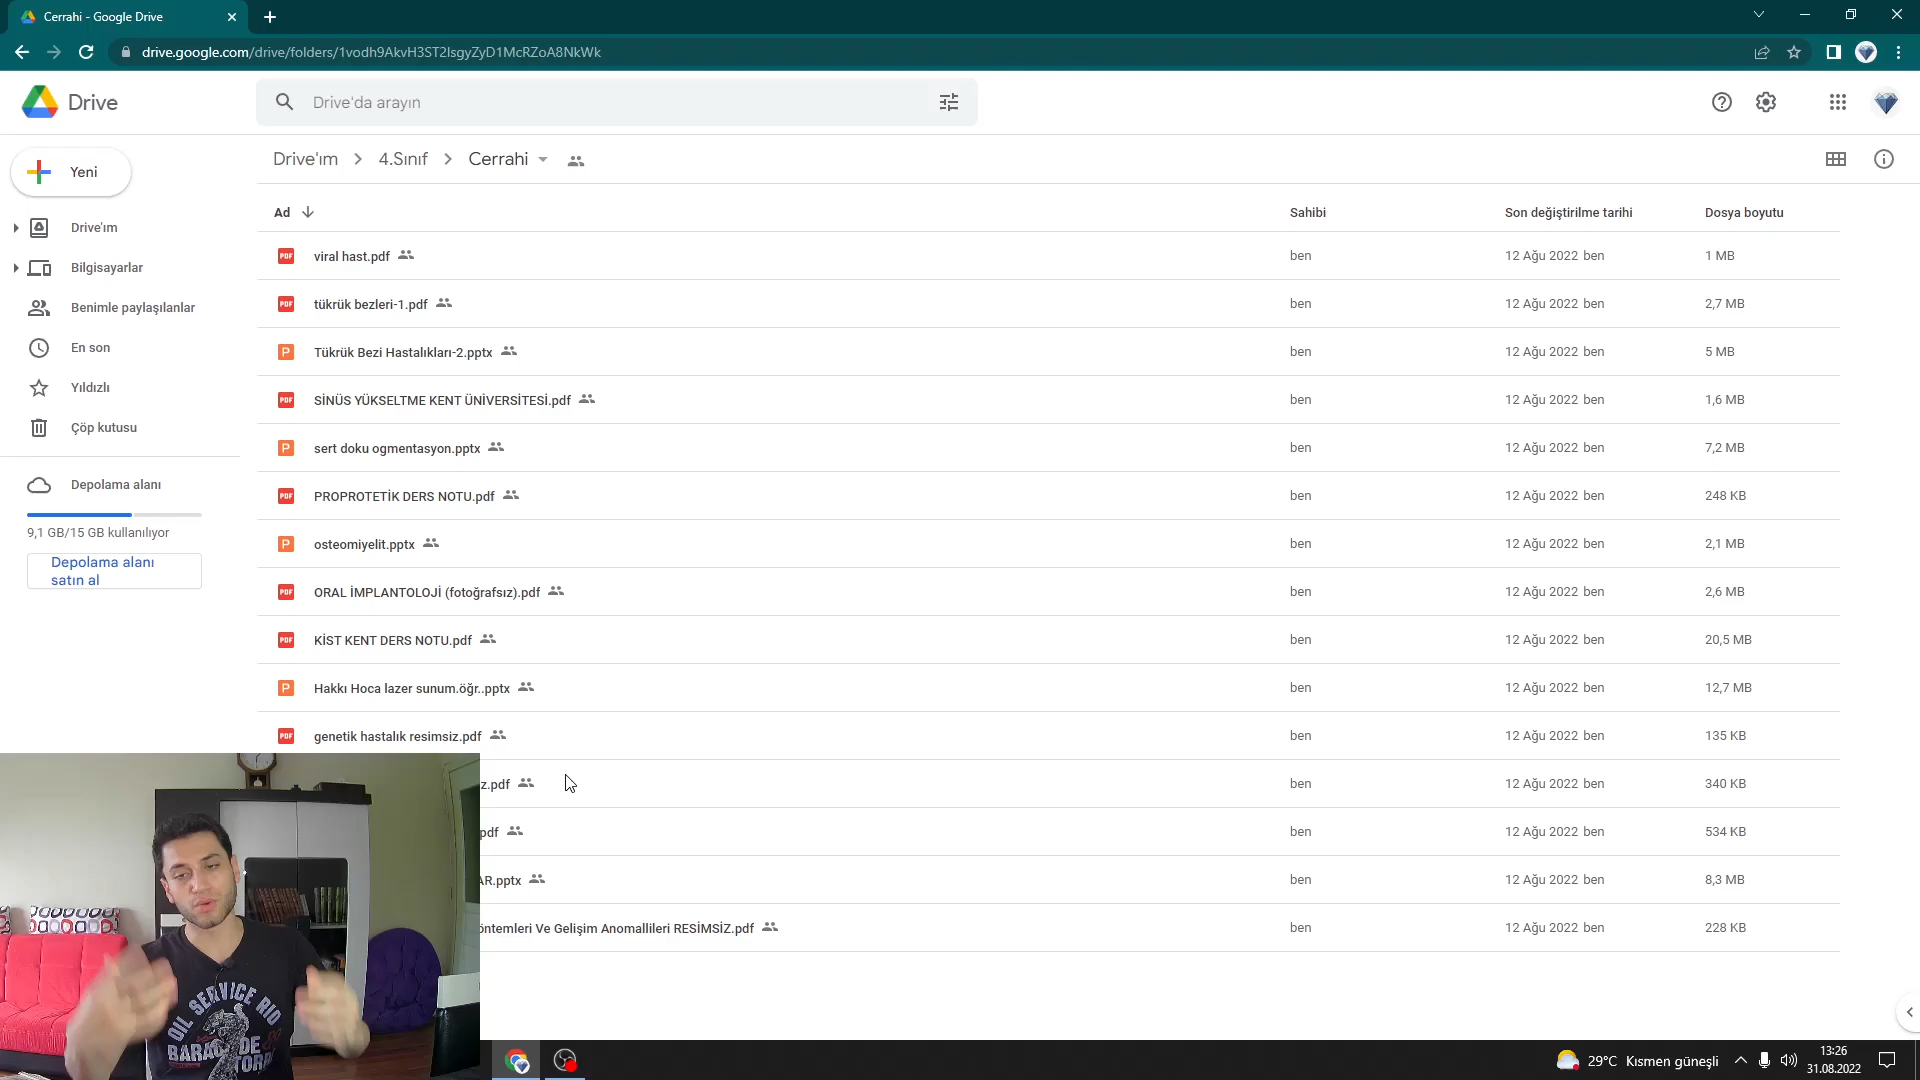 Cerrahi - Google Drive
drive.google.com/drive/folders/1vodh9AkvH3ST2lsgyZyD1McRZoA8NkWk
Drive
Drive'da arayın
Drive'ım
4.Sınıf
Cerrahi
Yeni
Ad
Sahibi
Son değiştirilme tarihi
Dosya boyutu
Drive'ım
Bilgisayarlar
Benimle paylaşılanlar
En son
Yıldızlı
Çöp kutusu
Depolama alanı
9,1 GB/15 GB kullanılıyor
Depolama alanı
satın al
viral hast.pdf ben 12 Ağu 2022 ben 1 MB
tükrük bezleri-1.pdf ben 12 Ağu 2022 ben 2,7 MB
Tükrük Bezi Hastalıkları-2.pptx ben 12 Ağu 2022 ben 5 MB
SİNÜS YÜKSELTME KENT ÜNİVERSİTESİ.pdf ben 12 Ağu 2022 ben 1,6 MB
sert doku ogmentasyon.pptx ben 12 Ağu 2022 ben 7,2 MB
PROPROTETİK DERS NOTU.pdf ben 12 Ağu 2022 ben 248 KB
osteomiyelit.pptx ben 12 Ağu 2022 ben 2,1 MB
ORAL İMPLANTOLOJİ (fotoğrafsız).pdf ben 12 Ağu 2022 ben 2,6 MB
KİST KENT DERS NOTU.pdf ben 12 Ağu 2022 ben 20,5 MB
Hakkı Hoca lazer sunum.öğr..pptx ben 12 Ağu 2022 ben 12,7 MB
genetik hastalık resimsiz.pdf ben 12 Ağu 2022 ben 135 KB
z.pdf ben 12 Ağu 2022 ben 340 KB
pdf ben 12 Ağu 2022 ben 534 KB
AR.pptx ben 12 Ağu 2022 ben 8,3 MB
öntemleri Ve Gelişim Anomallileri RESİMSİZ.pdf ben 12 Ağu 2022 ben 228 KB
OIL SERVICE RIO
29°C Kısmen güneşli
13:26
31.08.2022